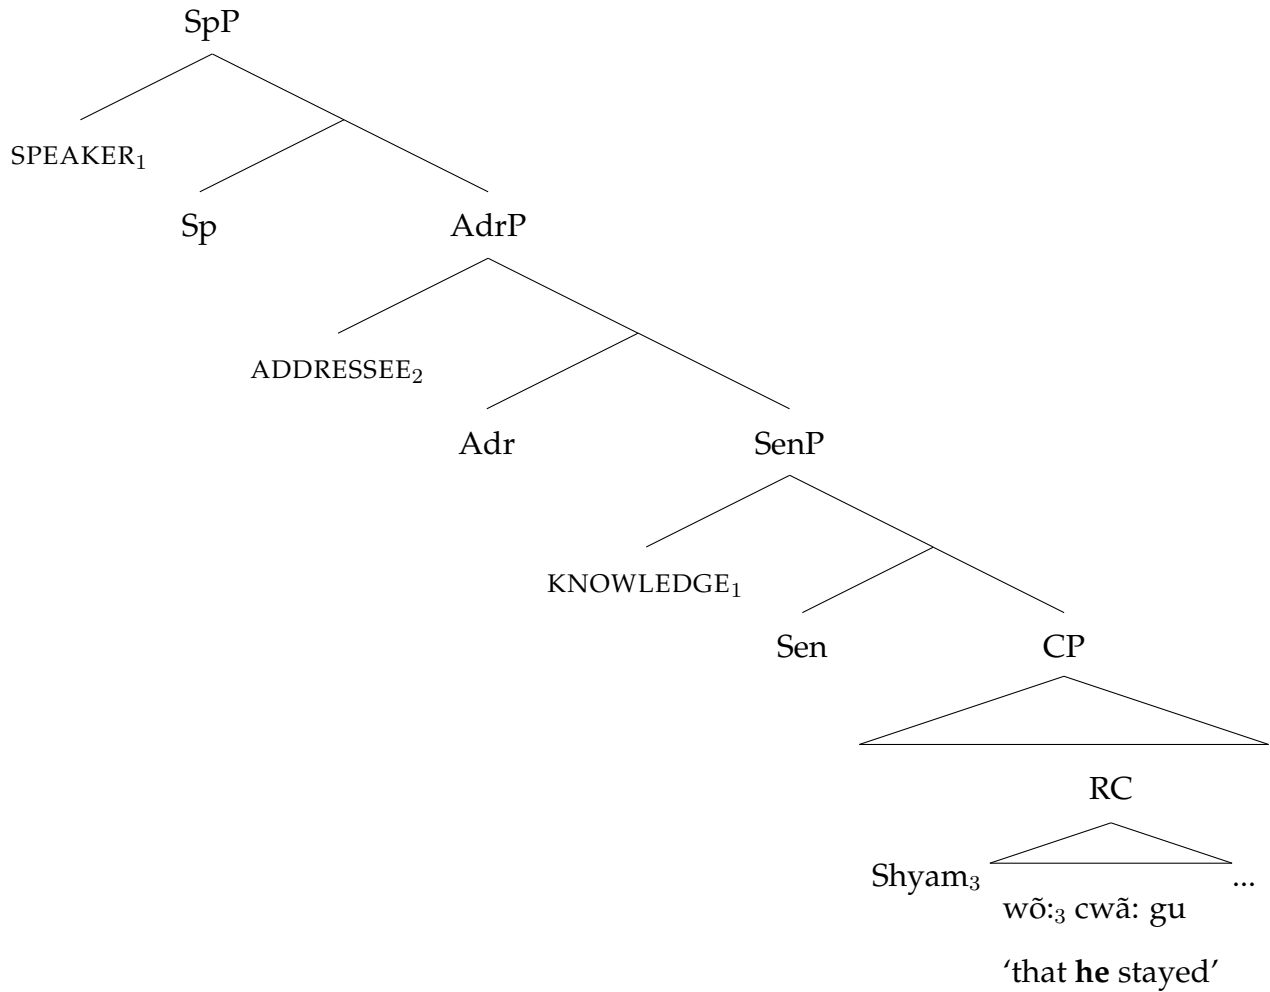 SpP
SPEAKER₁
Sp
AdrP
ADDRESSEE₂
Adr
SenP
KNOWLEDGE₁
Sen
CP
RC
Shyam₃ ...
wõ:₃ cwã: gu
‘that he stayed’